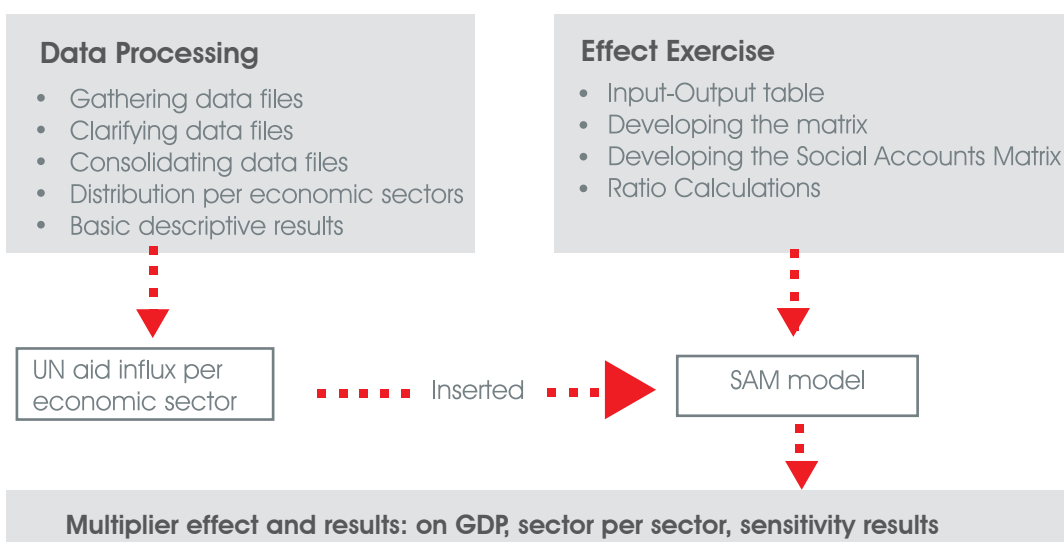 Data Processing
• Gathering data files
• Clarifying data files
• Consolidating data files
• Distribution per economic sectors
• Basic descriptive results
Effect Exercise
• Input-Output table
• Developing the matrix
• Developing the Social Accounts Matrix
• Ratio Calculations
UN aid influx per
economic sector
Inserted
SAM model
Multiplier effect and results: on GDP, sector per sector, sensitivity results